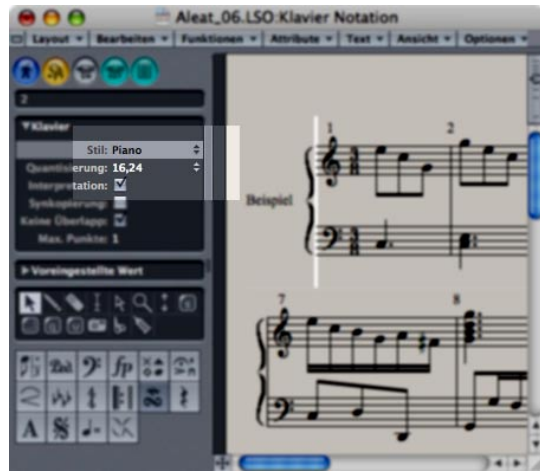 Aleat_06.LSO:Klavier Notation
Layout Bearbeiten Funktionen Attribute Text Ansicht Optionen
2
Klavier
Stil: Piano
Quantisierung: 16,24
Interpretation:
Synkopierung:
Keine Überlapp:
Max. Punkte: 1
Voreingestellte Wert
1 2
Beispiel
7 8